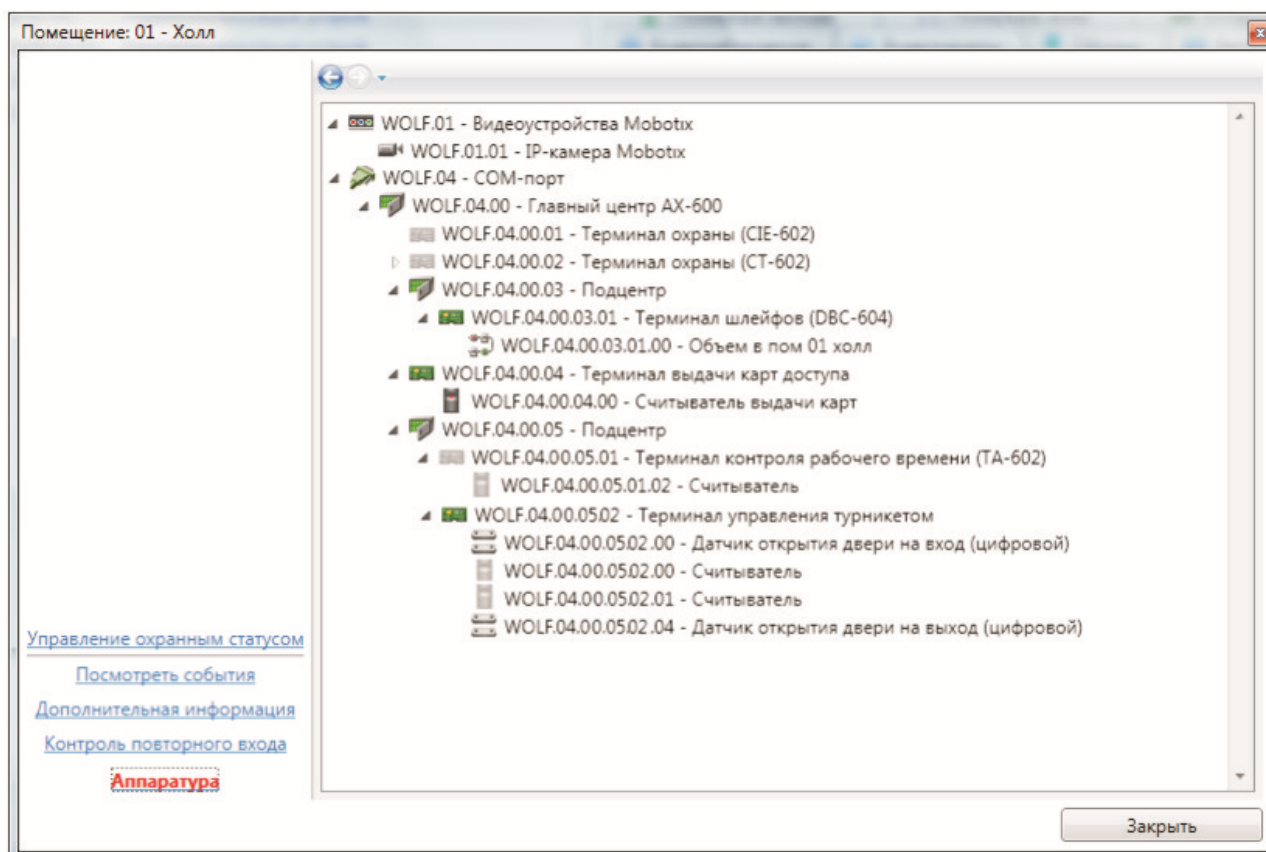 Помещение: 01 - Холл
WOLF.01 - Видеоустройства Mobotix
WOLF.01.01 - IP-камера Mobotix
WOLF.04 - COM-порт
WOLF.04.00 - Главный центр AX-600
WOLF.04.00.01 - Терминал охраны (CIE-602)
WOLF.04.00.02 - Терминал охраны (CT-602)
WOLF.04.00.03 - Подцентр
WOLF.04.00.03.01 - Терминал шлейфов (DBC-604)
WOLF.04.00.03.01.00 - Объем в пом 01 холл
WOLF.04.00.04 - Терминал выдачи карт доступа
WOLF.04.00.04.00 - Считыватель выдачи карт
WOLF.04.00.05 - Подцентр
WOLF.04.00.05.01 - Терминал контроля рабочего времени (TA-602)
WOLF.04.00.05.01.02 - Считыватель
WOLF.04.00.05.02 - Терминал управления турникетом
WOLF.04.00.05.02.00 - Датчик открытия двери на вход (цифровой)
WOLF.04.00.05.02.00 - Считыватель
WOLF.04.00.05.02.01 - Считыватель
WOLF.04.00.05.02.04 - Датчик открытия двери на выход (цифровой)
Управление охранным статусом
Посмотреть события
Дополнительная информация
Контроль повторного входа
Аппаратура
Закрыть